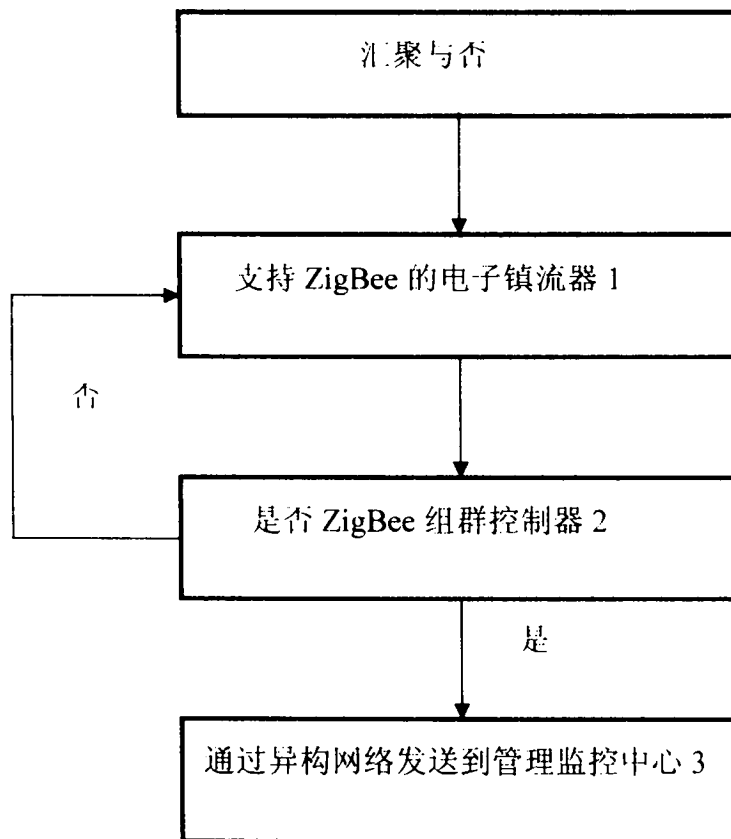 汇聚与否
支持 ZigBee 的电子镇流器 1
否
是否 ZigBee 组群控制器 2
是
通过异构网络发送到管理监控中心 3